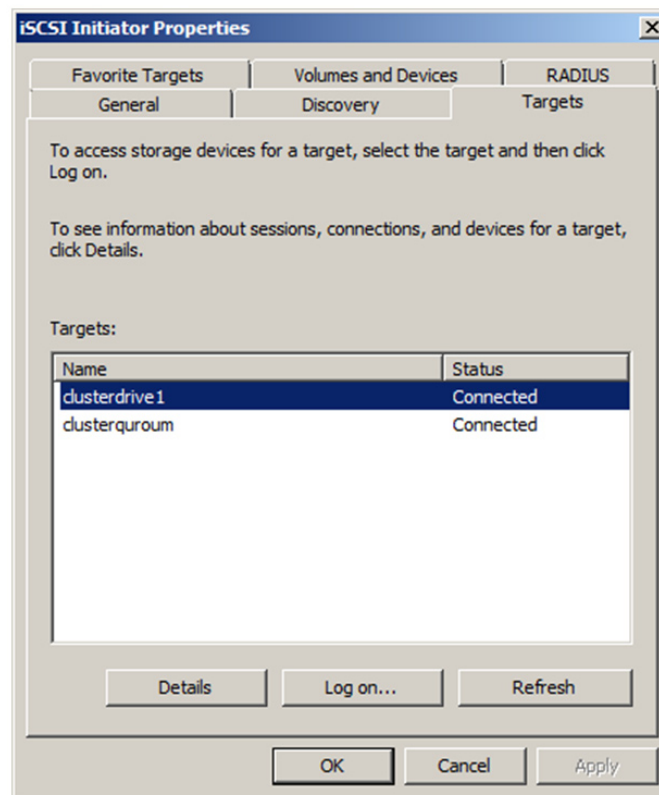 iSCSI Initiator Properties
Favorite Targets Volumes and Devices RADIUS
General Discovery Targets
To access storage devices for a target, select the target and then click
Log on.
To see information about sessions, connections, and devices for a target,
click Details.
Targets:
Name Status
clusterdrive1 Connected
clusterquroum Connected
Details Log on... Refresh
OK Cancel Apply